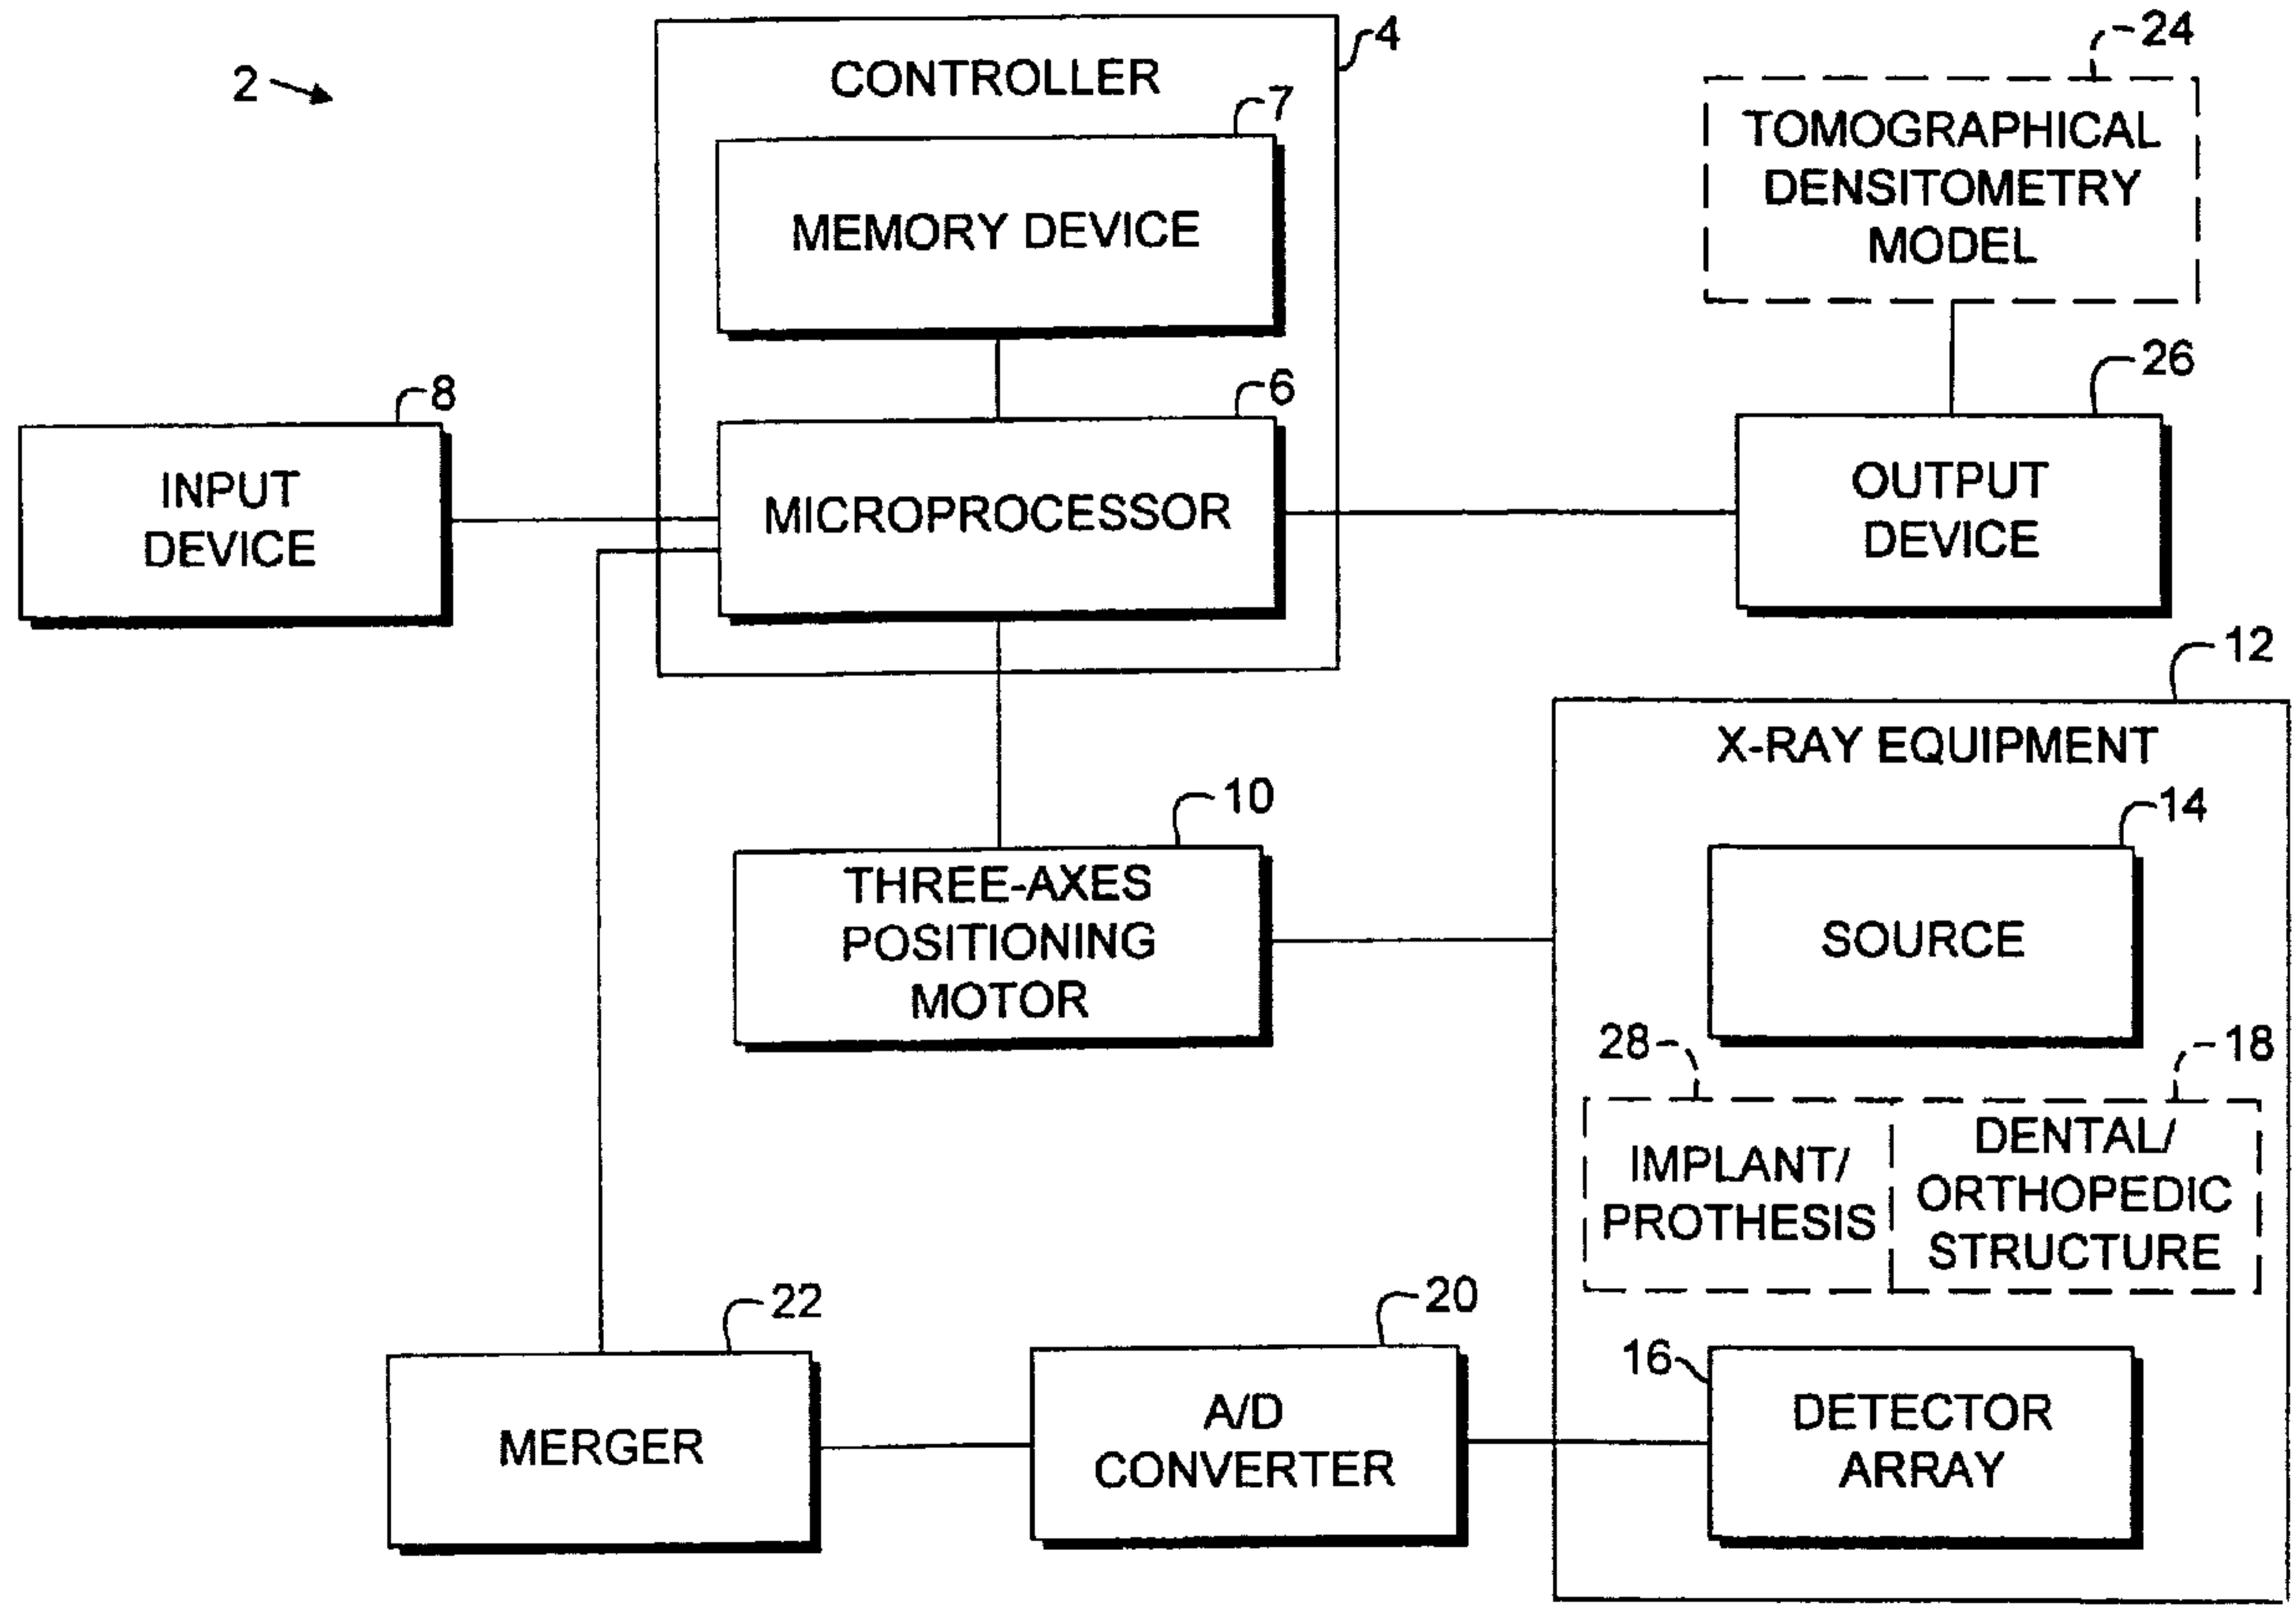 2
4
CONTROLLER
7
MEMORY DEVICE
6
MICROPROCESSOR
8
INPUT
DEVICE
24
TOMOGRAPHICAL
DENSITOMETRY
MODEL
26
OUTPUT
DEVICE
10
THREE-AXES
POSITIONING
MOTOR
12
X-RAY EQUIPMENT
14
SOURCE
28
IMPLANT/
PROTHESIS
18
DENTAL/
ORTHOPEDIC
STRUCTURE
16
DETECTOR
ARRAY
20
A/D
CONVERTER
22
MERGER